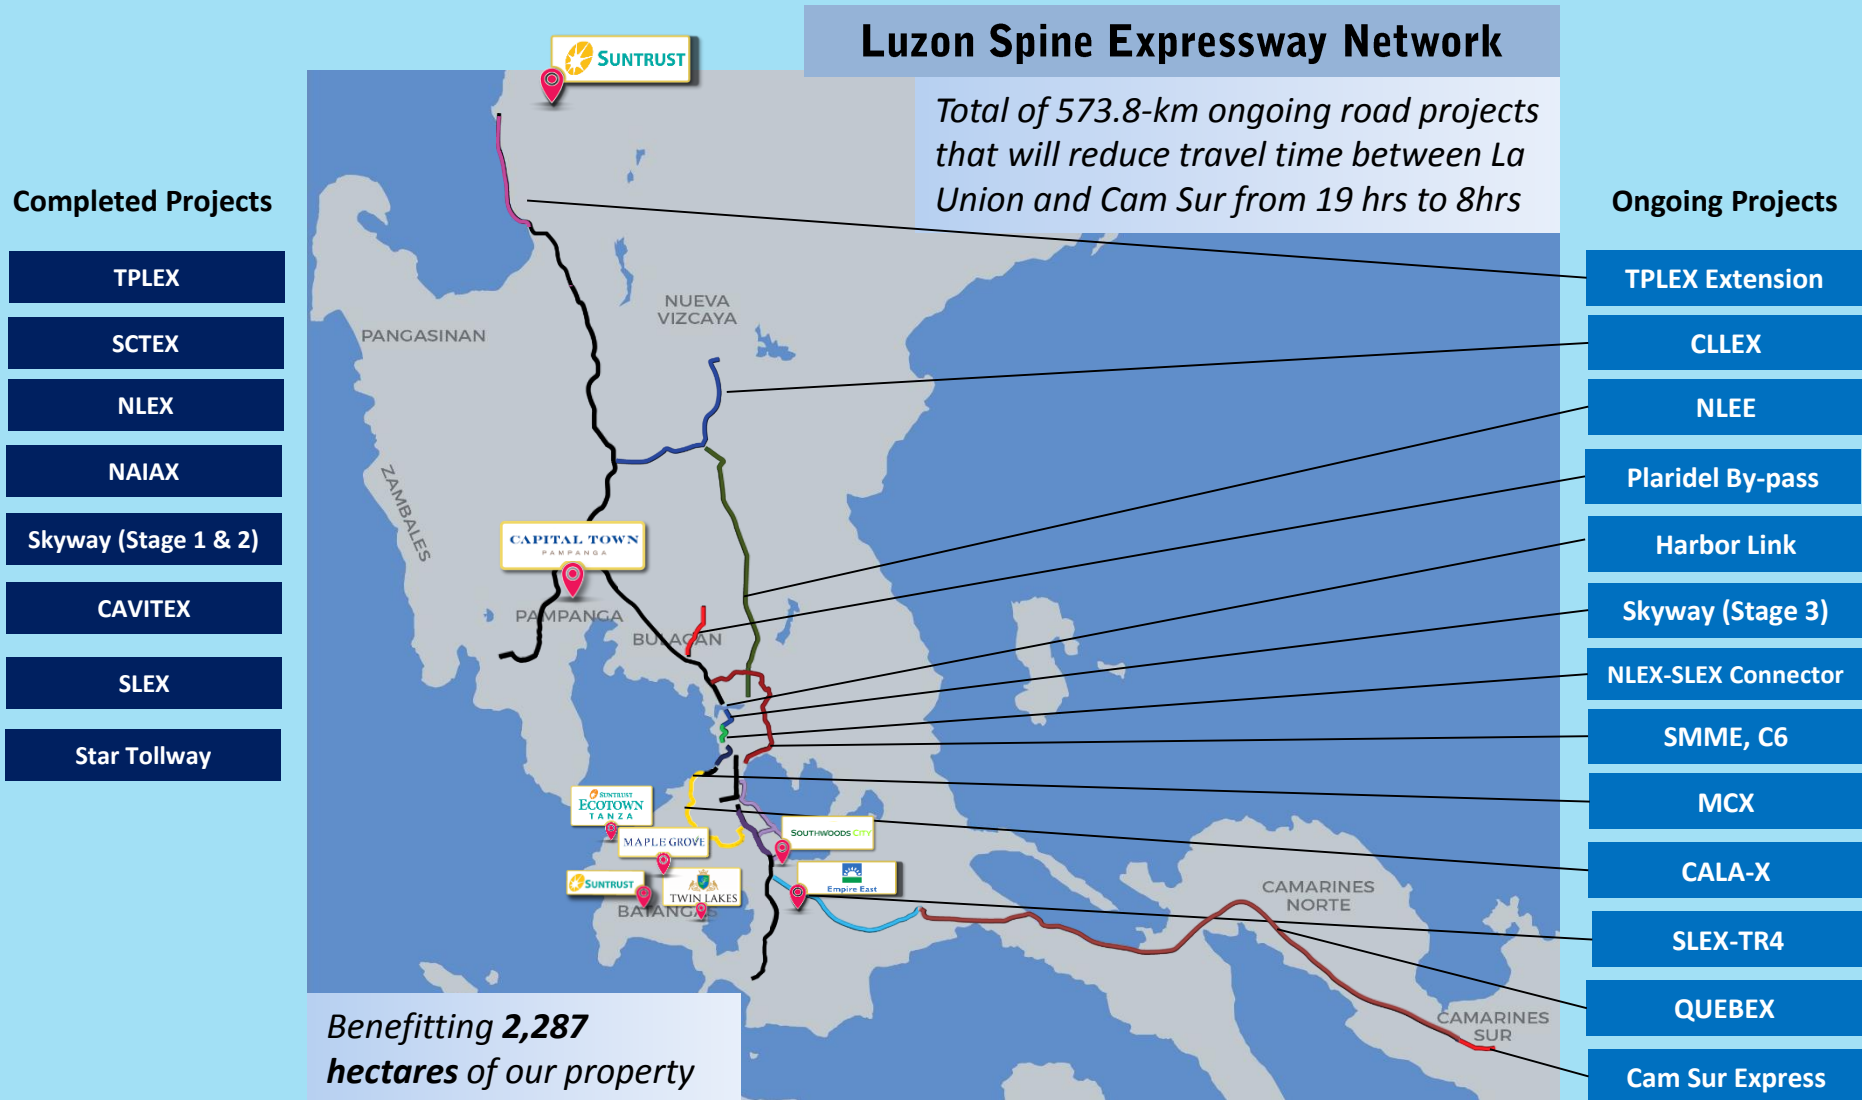 Luzon Spine Expressway Network
Total of 573.8-km ongoing road projects
that will reduce travel time between La
Union and Cam Sur from 19 hrs to 8hrs
Completed Projects
TPLEX
SCTEX
NLEX
NAIAX
Skyway (Stage 1 & 2)
CAVITEX
SLEX
Star Tollway
SUNTRUST
PANGASINAN
NUEVA
VIZCAYA
ZAMBALES
CAPITAL TOWN
PAMPANGA
PAMPANGA
BULACAN
SUNTRUST
ECOTOWN
TANZA
MAPLE GROVE
SOUTHWOODS CITY
SUNTRUST
TWIN LAKES
Empire East
BATANGAS
CAMARINES
NORTE
CAMARINES
SUR
Benefitting 2,287
hectares of our property
Ongoing Projects
TPLEX Extension
CLLEX
NLEE
Plaridel By-pass
Harbor Link
Skyway (Stage 3)
NLEX-SLEX Connector
SMME, C6
MCX
CALA-X
SLEX-TR4
QUEBEX
Cam Sur Express